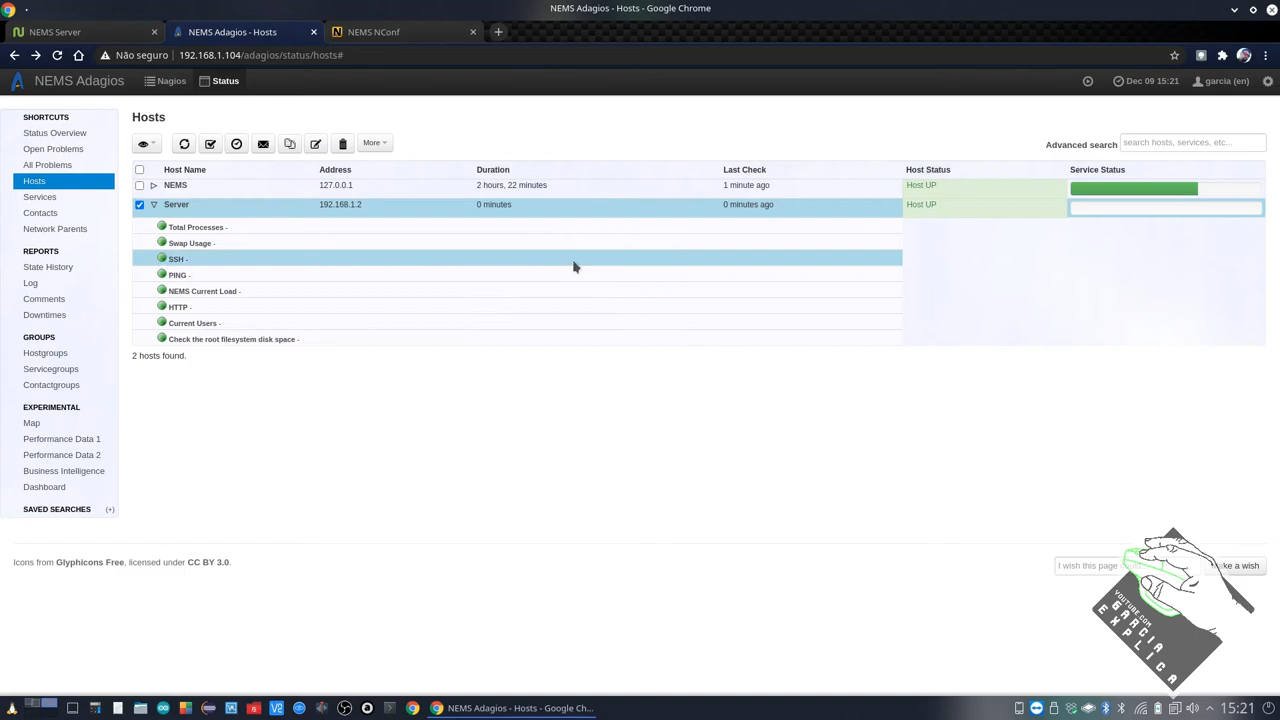 NEMS Adagios - Hosts - Google Chrome
NEMS Server
NEMS Adagios - Hosts
NEMS NConf
Não seguro
192.168.1.104/adagios/status/hosts#
NEMS Adagios
Nagios
Status
Dec 09 15:21
garcia (en)
SHORTCUTS
Status Overview
Open Problems
All Problems
Hosts
Services
Contacts
Network Parents
REPORTS
State History
Log
Comments
Downtimes
GROUPS
Hostgroups
Servicegroups
Contactgroups
EXPERIMENTAL
Map
Performance Data 1
Performance Data 2
Business Intelligence
Dashboard
SAVED SEARCHES (+)
Hosts
More
Advanced search
search hosts, services, etc...
Host Name Address Duration Last Check Host Status Service Status
NEMS 127.0.0.1 2 hours, 22 minutes 1 minute ago Host UP
Server 192.168.1.2 0 minutes 0 minutes ago Host UP
Total Processes -
Swap Usage -
SSH -
PING -
NEMS Current Load -
HTTP -
Current Users -
Check the root filesystem disk space -
2 hosts found.
Icons from Glyphicons Free, licensed under CC BY 3.0.
I wish this page
a wish
YOUTUBE.COM
GARCIA
EXPLICA
NEMS Adagios - Hosts - Google Ch...
15:21